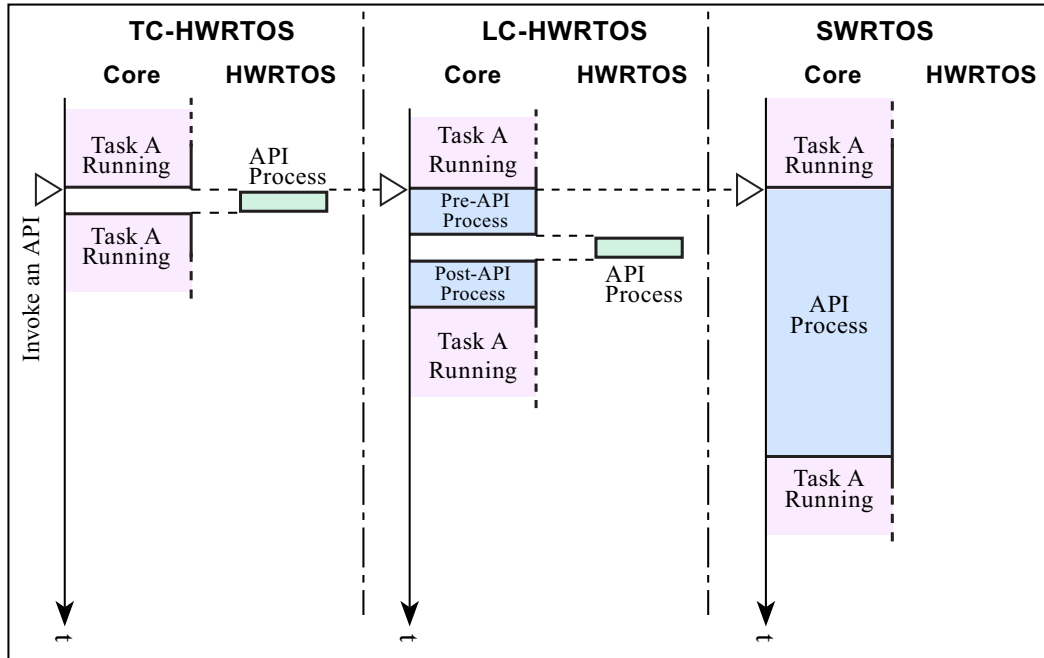 TC-HWRTOS
LC-HWRTOS
SWRTOS
Core
HWRTOS
Core
HWRTOS
Core
HWRTOS
Invoke an API
Task A
Running
API
Process
Task A
Running
t
Task A
Running
Pre-API
Process
Post-API
Process
API
Process
Task A
Running
t
Task A
Running
API
Process
Task A
Running
t